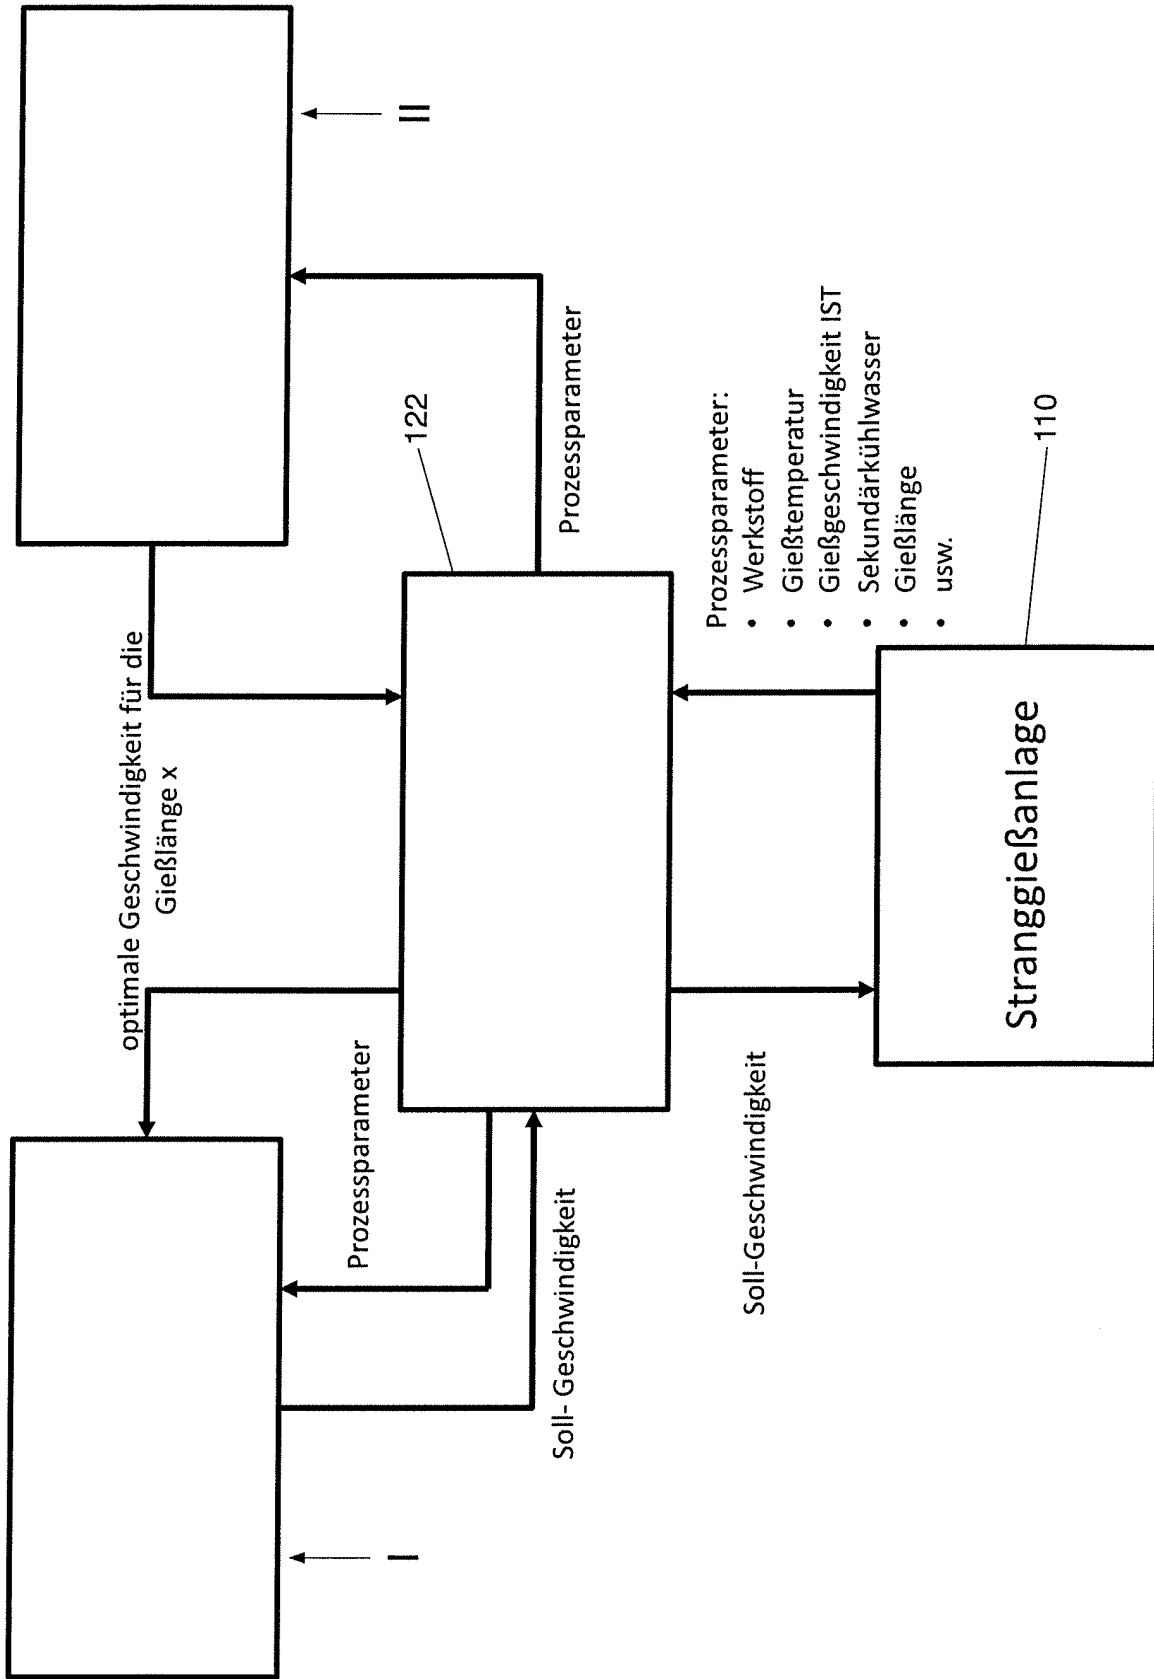 optimale Geschwindigkeit für die
Gießlänge x
I
II
Prozessparameter
Soll- Geschwindigkeit
122
Prozessparameter
Soll-Geschwindigkeit
Prozessparameter:
• Werkstoff
• Gießtemperatur
• Gießgeschwindigkeit IST
• Sekundärkühlwasser
• Gießlänge
• usw.
Stranggießanlage
110